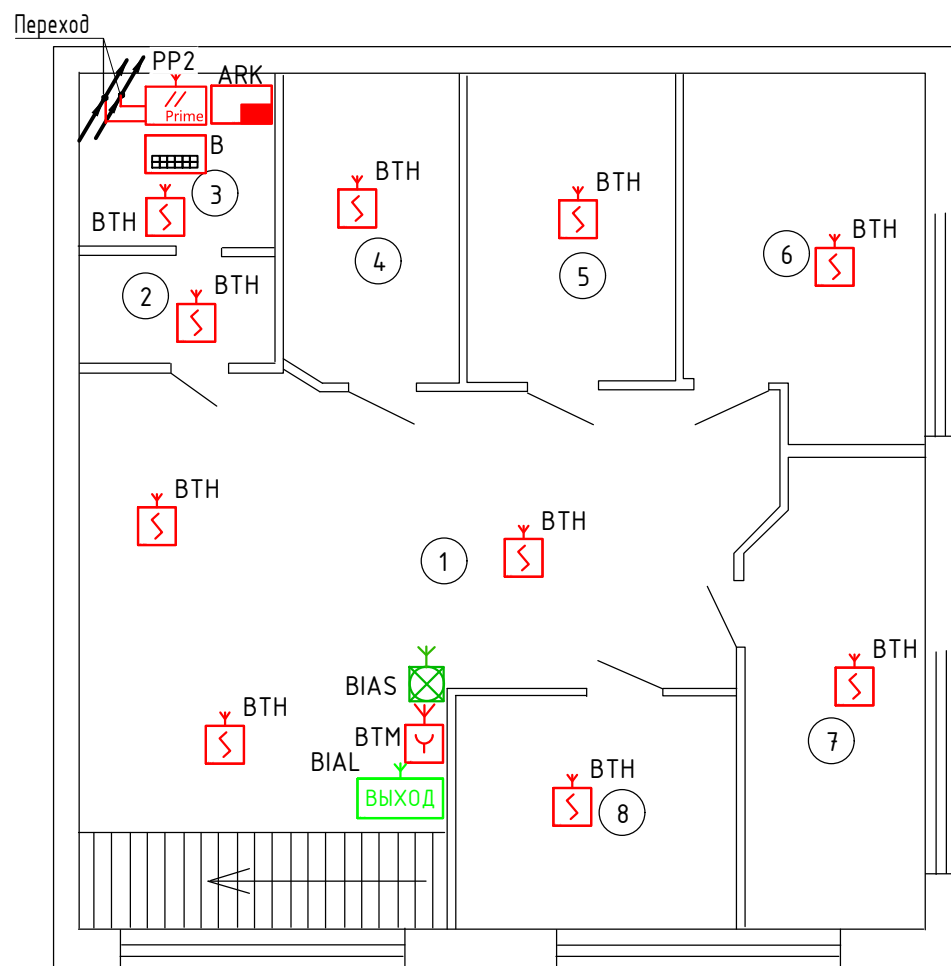 Переход
PP2
ARK
Prime
B
3
BTH
BTH
4
BTH
5
BTH
6
BTH
2
BTH
BTH
BTH
1
BIAS
BTH
BTM
BIAL
ВЫХОД
BTH
7
BTH
8